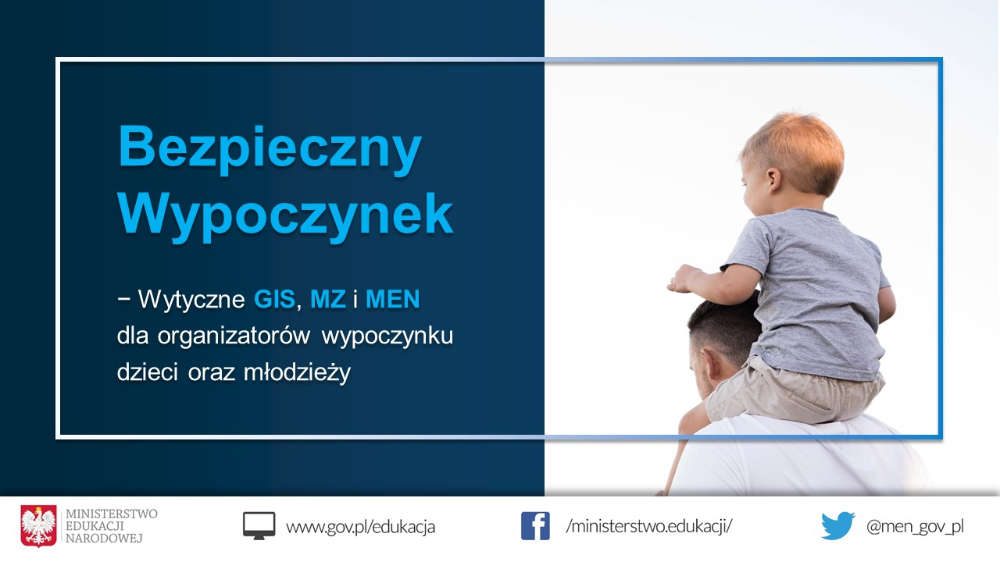 Bezpieczny
Wypoczynek
− Wytyczne GIS, MZ i MEN
dla organizatorów wypoczynku
dzieci oraz młodzieży
MINISTERSTWO
EDUKACJI
NARODOWEJ
www.gov.pl/edukacja
/ministerstwo.edukacji/
@men_gov_pl